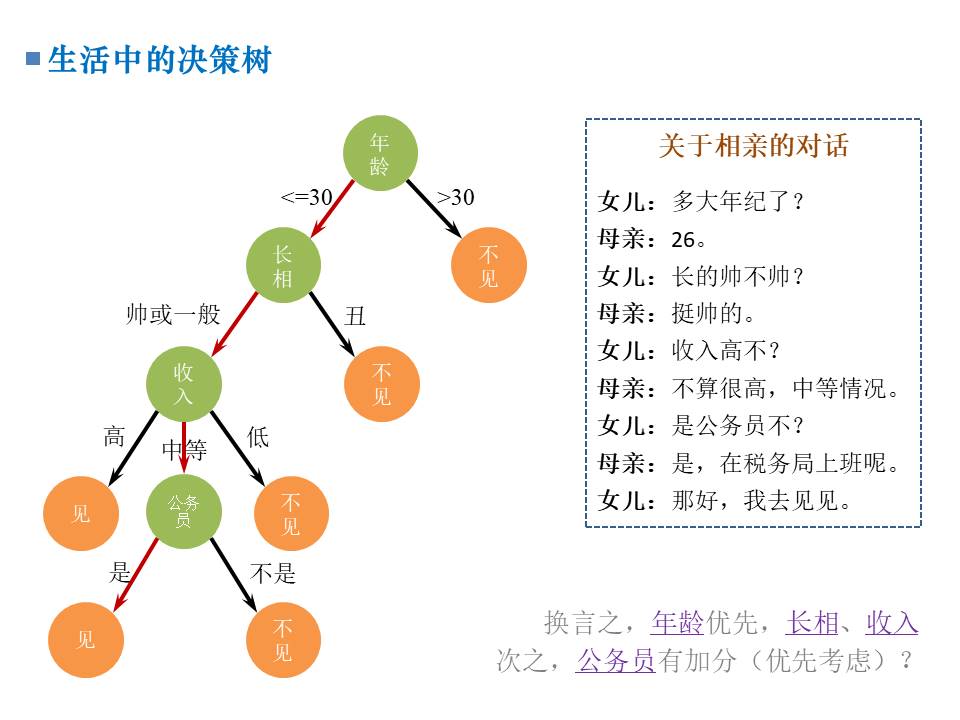 生活中的决策树
年
龄
<=30
>30
长
相
不
见
帅或一般
丑
收
入
不
见
高
中等
低
见
公务
员
不
见
是
不是
见
不
见
关于相亲的对话
女儿：多大年纪了？
母亲：26。
女儿：长的帅不帅？
母亲：挺帅的。
女儿：收入高不？
母亲：不算很高，中等情况。
女儿：是公务员不？
母亲：是，在税务局上班呢。
女儿：那好，我去见见。
换言之，年龄优先，长相、收入
次之，公务员有加分（优先考虑）？